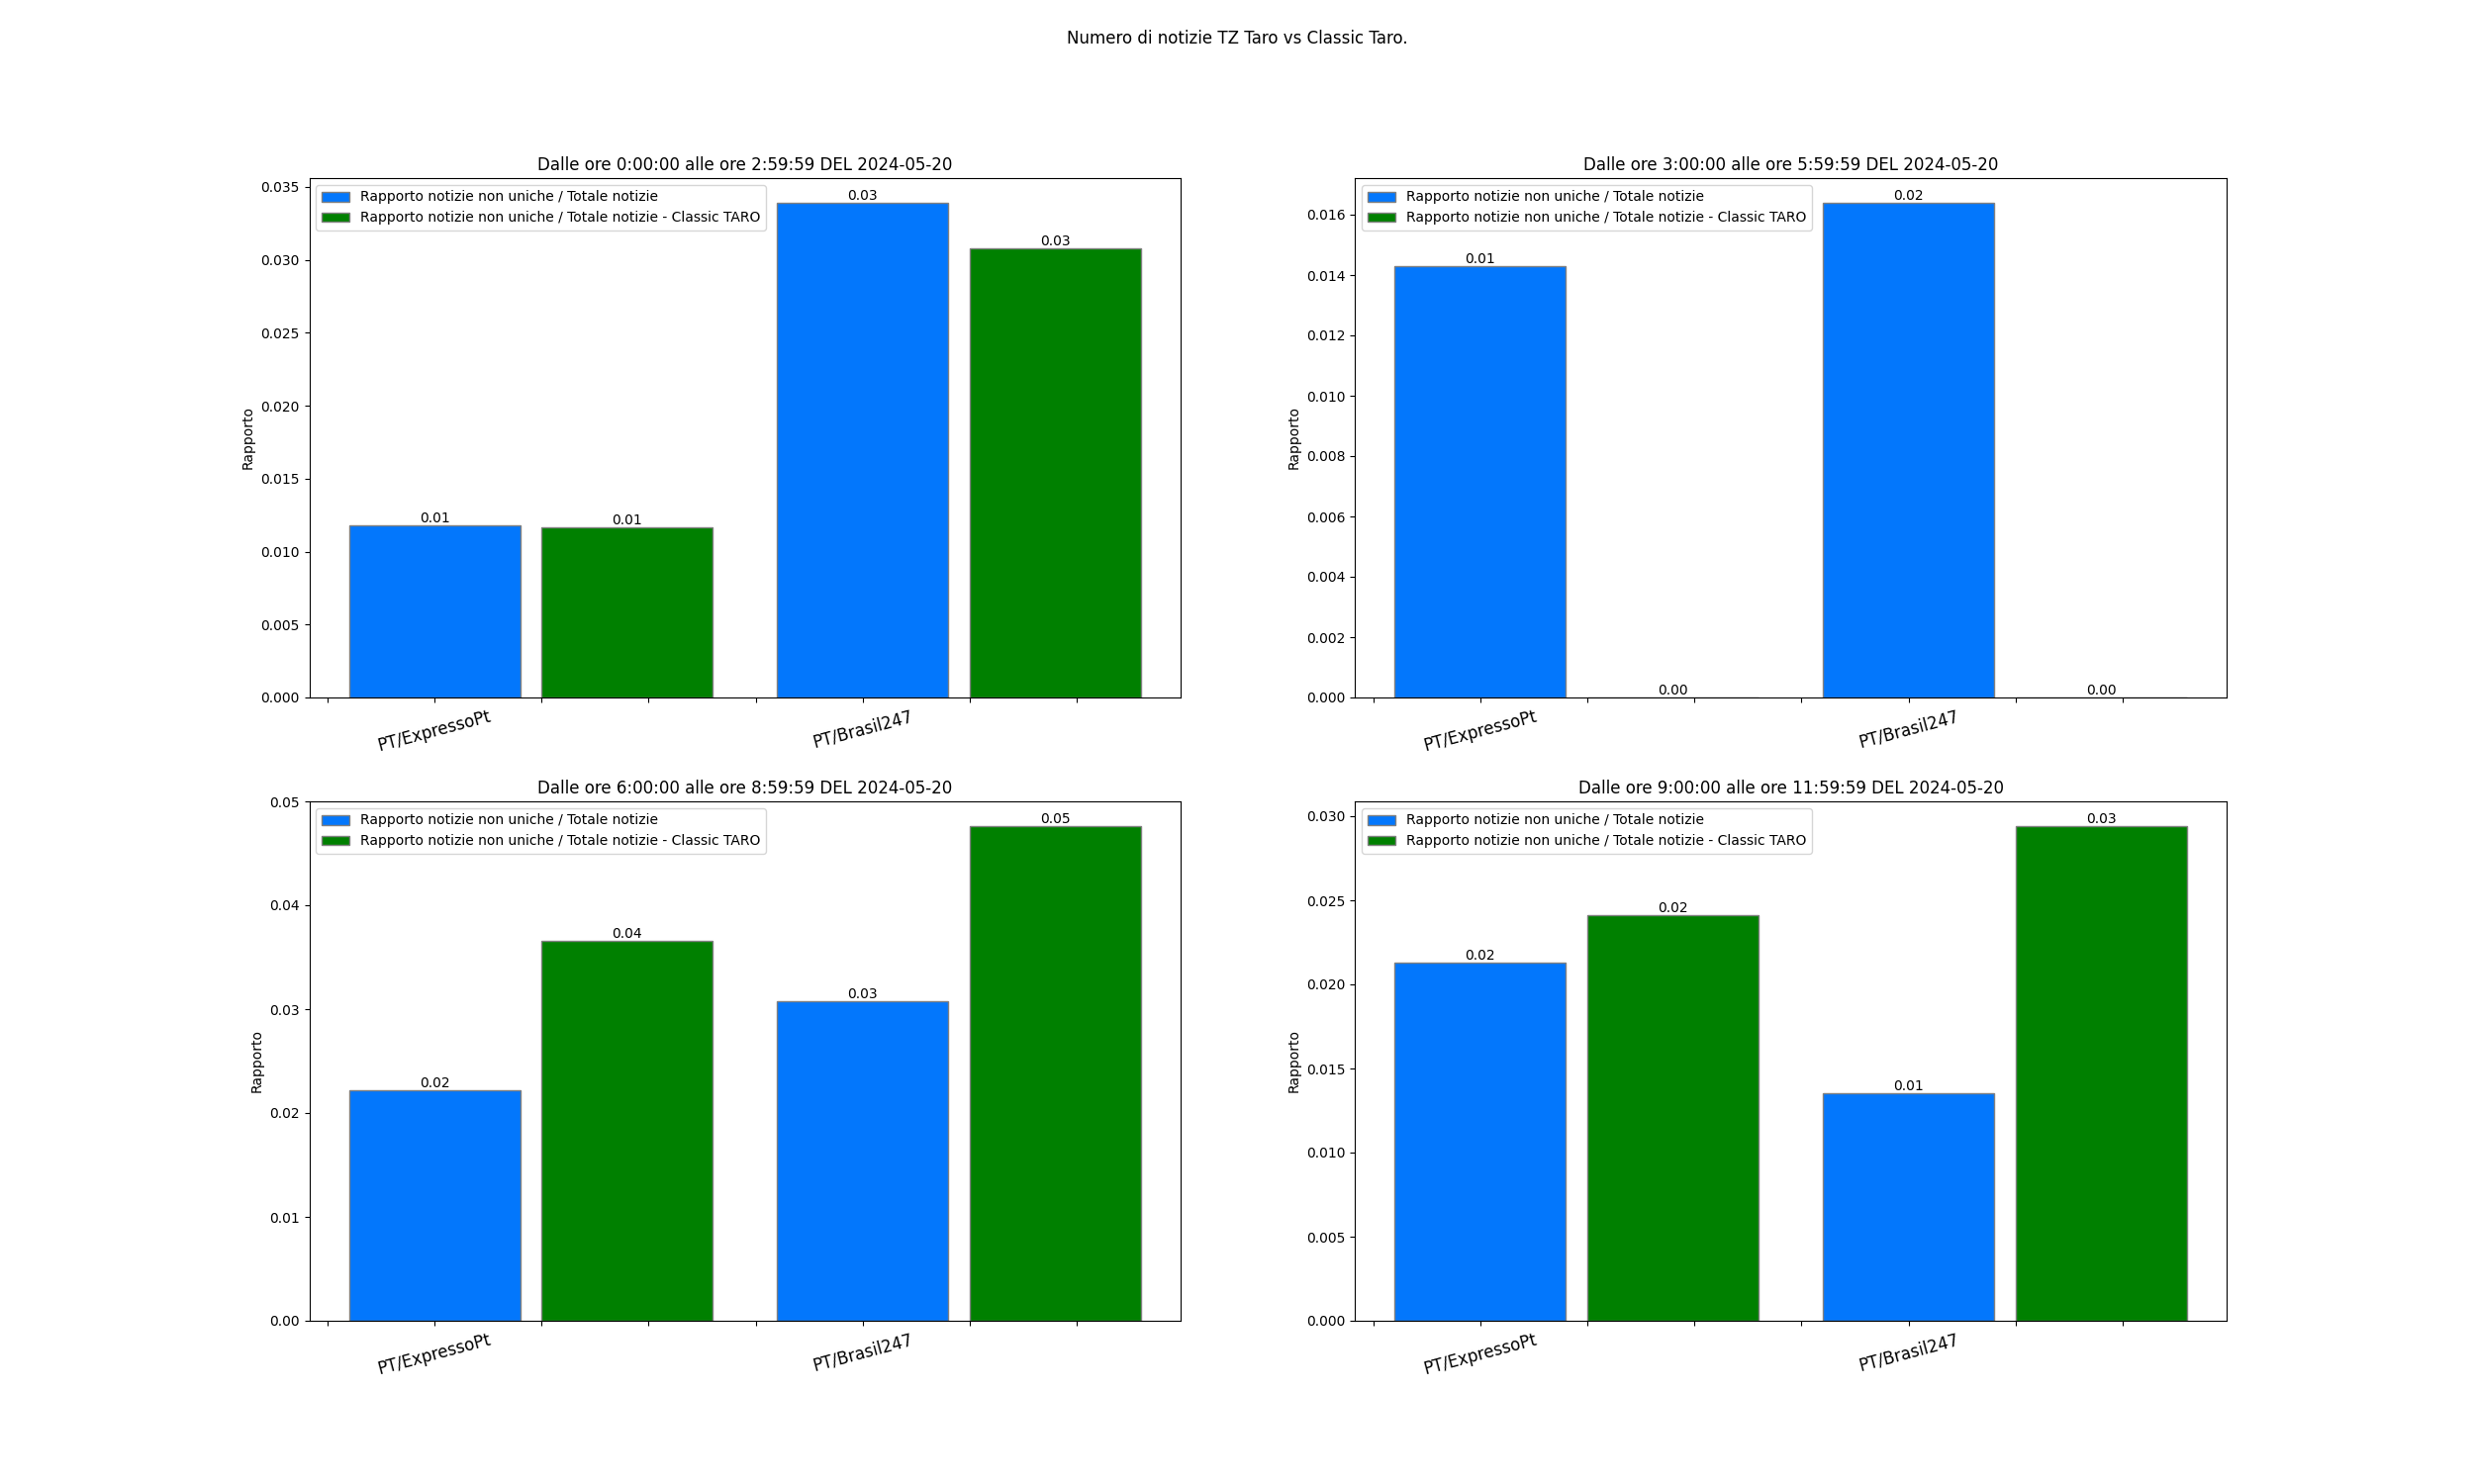 Numero di notizie TZ Taro vs Classic Taro.
Dalle ore 0:00:00 alle ore 2:59:59 DEL 2024-05-20
Rapporto notizie non uniche / Totale notizie
Rapporto notizie non uniche / Totale notizie - Classic TARO
Rapporto
0.035
0.030
0.025
0.020
0.015
0.010
0.005
0.000
0.01
0.01
0.03
0.03
PT/ExpressoPt
PT/Brasil247
Dalle ore 3:00:00 alle ore 5:59:59 DEL 2024-05-20
Rapporto notizie non uniche / Totale notizie
Rapporto notizie non uniche / Totale notizie - Classic TARO
Rapporto
0.016
0.014
0.012
0.010
0.008
0.006
0.004
0.002
0.000
0.01
0.00
0.02
0.00
PT/ExpressoPt
PT/Brasil247
Dalle ore 6:00:00 alle ore 8:59:59 DEL 2024-05-20
Rapporto notizie non uniche / Totale notizie
Rapporto notizie non uniche / Totale notizie - Classic TARO
Rapporto
0.05
0.04
0.03
0.02
0.01
0.00
0.02
0.04
0.03
0.05
PT/ExpressoPt
PT/Brasil247
Dalle ore 9:00:00 alle ore 11:59:59 DEL 2024-05-20
Rapporto notizie non uniche / Totale notizie
Rapporto notizie non uniche / Totale notizie - Classic TARO
Rapporto
0.030
0.025
0.020
0.015
0.010
0.005
0.000
0.02
0.02
0.01
0.03
PT/ExpressoPt
PT/Brasil247